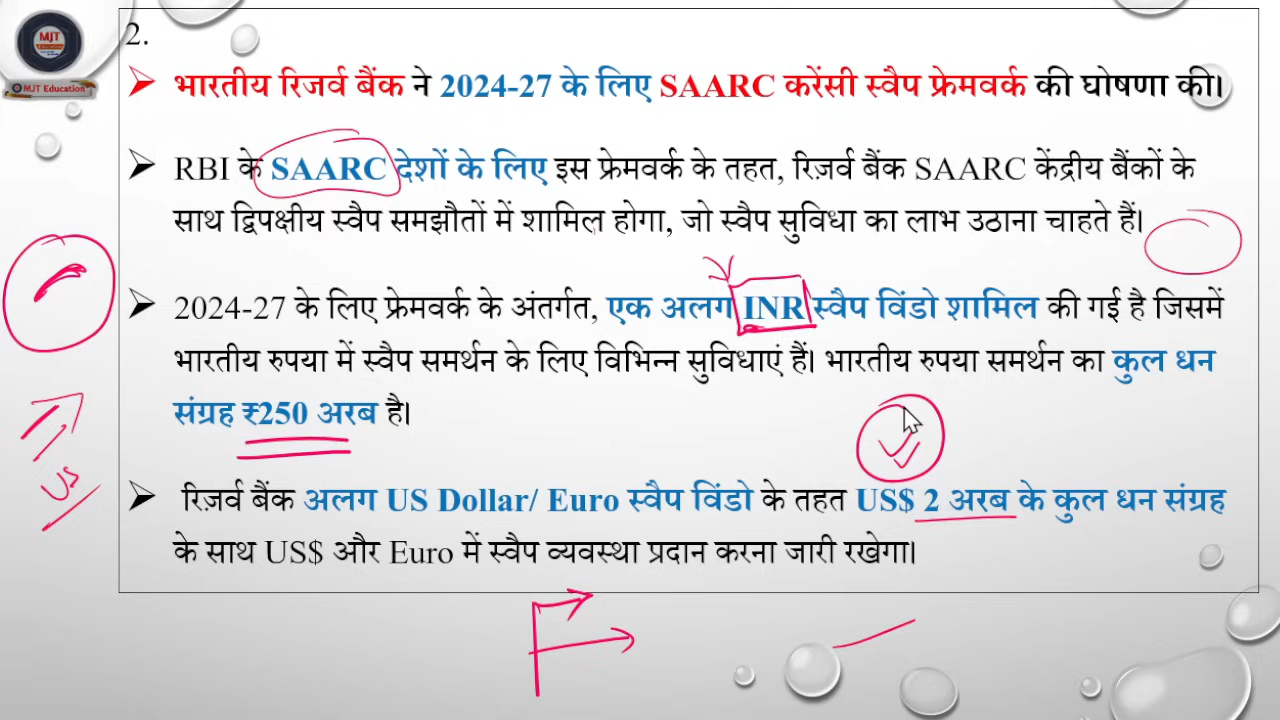 MJT
Education
MJT Education
2.
➤ भारतीय रिजर्व बैंक ने 2024-27 के लिए SAARC करेंसी स्वैप फ्रेमवर्क की घोषणा की।
➤ RBI के SAARC देशों के लिए इस फ्रेमवर्क के तहत, रिज़र्व बैंक SAARC केंद्रीय बैंकों के
साथ द्विपक्षीय स्वैप समझौतों में शामिल होगा, जो स्वैप सुविधा का लाभ उठाना चाहते हैं।
➤ 2024-27 के लिए फ्रेमवर्क के अंतर्गत, एक अलग INR स्वैप विंडो शामिल की गई है जिसमें
भारतीय रुपया में स्वैप समर्थन के लिए विभिन्न सुविधाएं हैं। भारतीय रुपया समर्थन का कुल धन
संग्रह ₹250 अरब है।
US
➤ रिज़र्व बैंक अलग US Dollar/ Euro स्वैप विंडो के तहत US$ 2 अरब के कुल धन संग्रह
के साथ US$ और Euro में स्वैप व्यवस्था प्रदान करना जारी रखेगा।